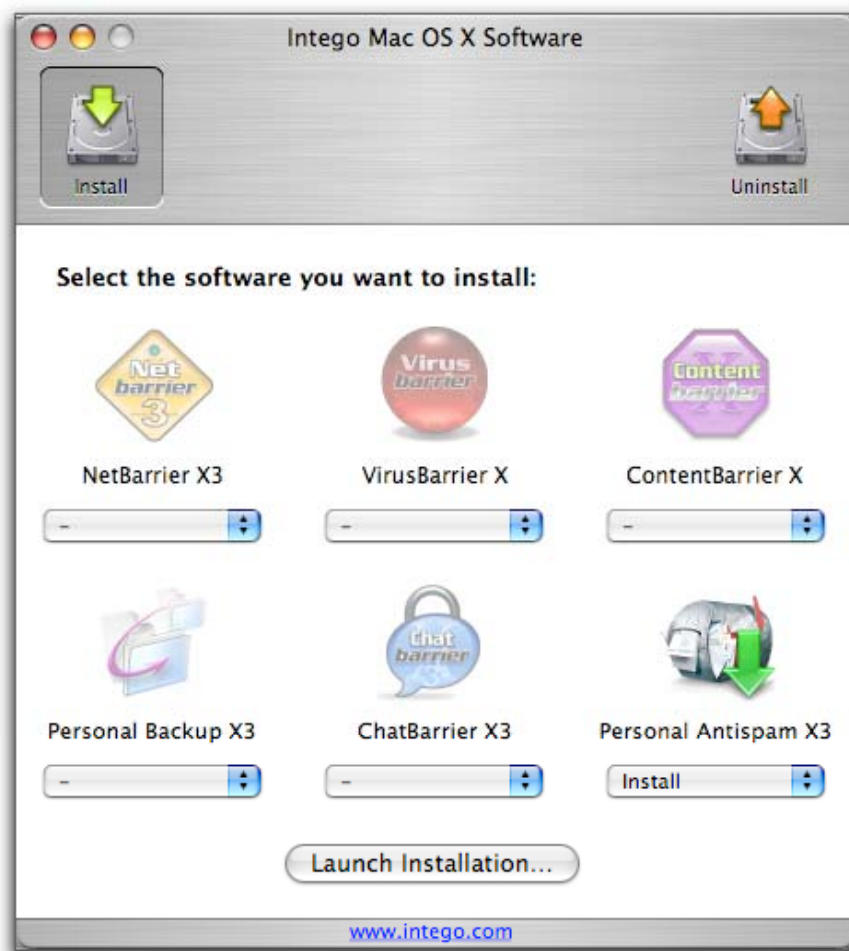 Intego Mac OS X Software
Install
Uninstall
Select the software you want to install:
Net barrier 3
Virus barrier
X Content barrier
NetBarrier X3
VirusBarrier X
ContentBarrier X
-
-
-
Chat barrier
Personal Backup X3
ChatBarrier X3
Personal Antispam X3
-
-
Install
Launch Installation...
www.intego.com